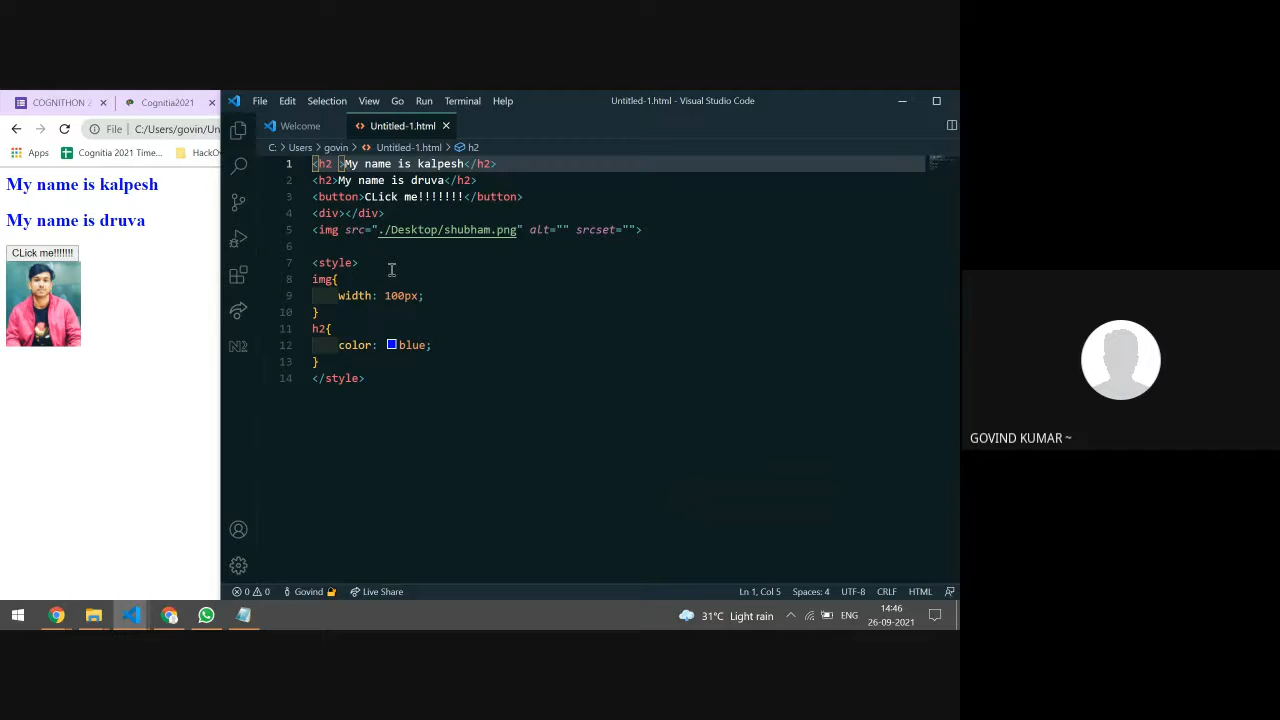 COGNITHON 2
Cognitia2021
File
C:/Users/govin/Un
Apps
Cognitia 2021 Time...
HackO
My name is kalpesh
My name is druva
CLick me!!!!!!!
File Edit Selection View Go Run Terminal Help
Untitled-1.html - Visual Studio Code
Welcome
Untitled-1.html
C: > Users > govin > Untitled-1.html > h2
1 <h2 >My name is kalpesh</h2>
2 <h2>My name is druva</h2>
3 <button>CLick me!!!!!!!</button>
4 <div></div>
5 <img src="./Desktop/shubham.png" alt="" srcset="">
6
7 <style>
8 img{
9 width: 100px;
10 }
11 h2{
12 color: blue;
13 }
14 </style>
0 0 Govind Live Share
Ln 1, Col 5 Spaces: 4 UTF-8 CRLF HTML
31°C Light rain
ENG
14:46
26-09-2021
GOVIND KUMAR ~